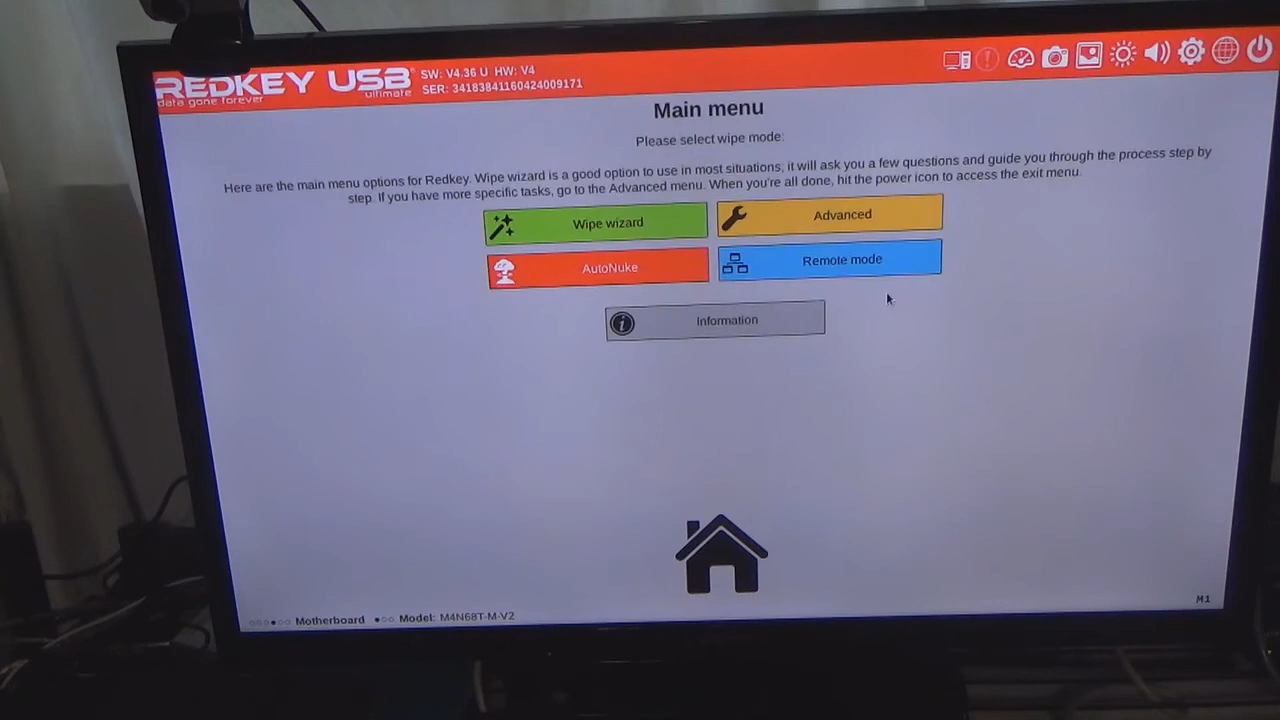 REDKEY USB®
ultimate
data gone forever
SW: V4.36 U HW: V4
SER: 34183841160424009171
Main menu
Please select wipe mode:
Here are the main menu options for Redkey. Wipe wizard is a good option to use in most situations, it will ask you a few questions and guide you through the process step by
step. If you have more specific tasks, go to the Advanced menu. When you're all done, hit the power icon to access the exit menu.
Wipe wizard
Advanced
AutoNuke
Remote mode
Information
Motherboard Model: M4N68T-M-V2
M1